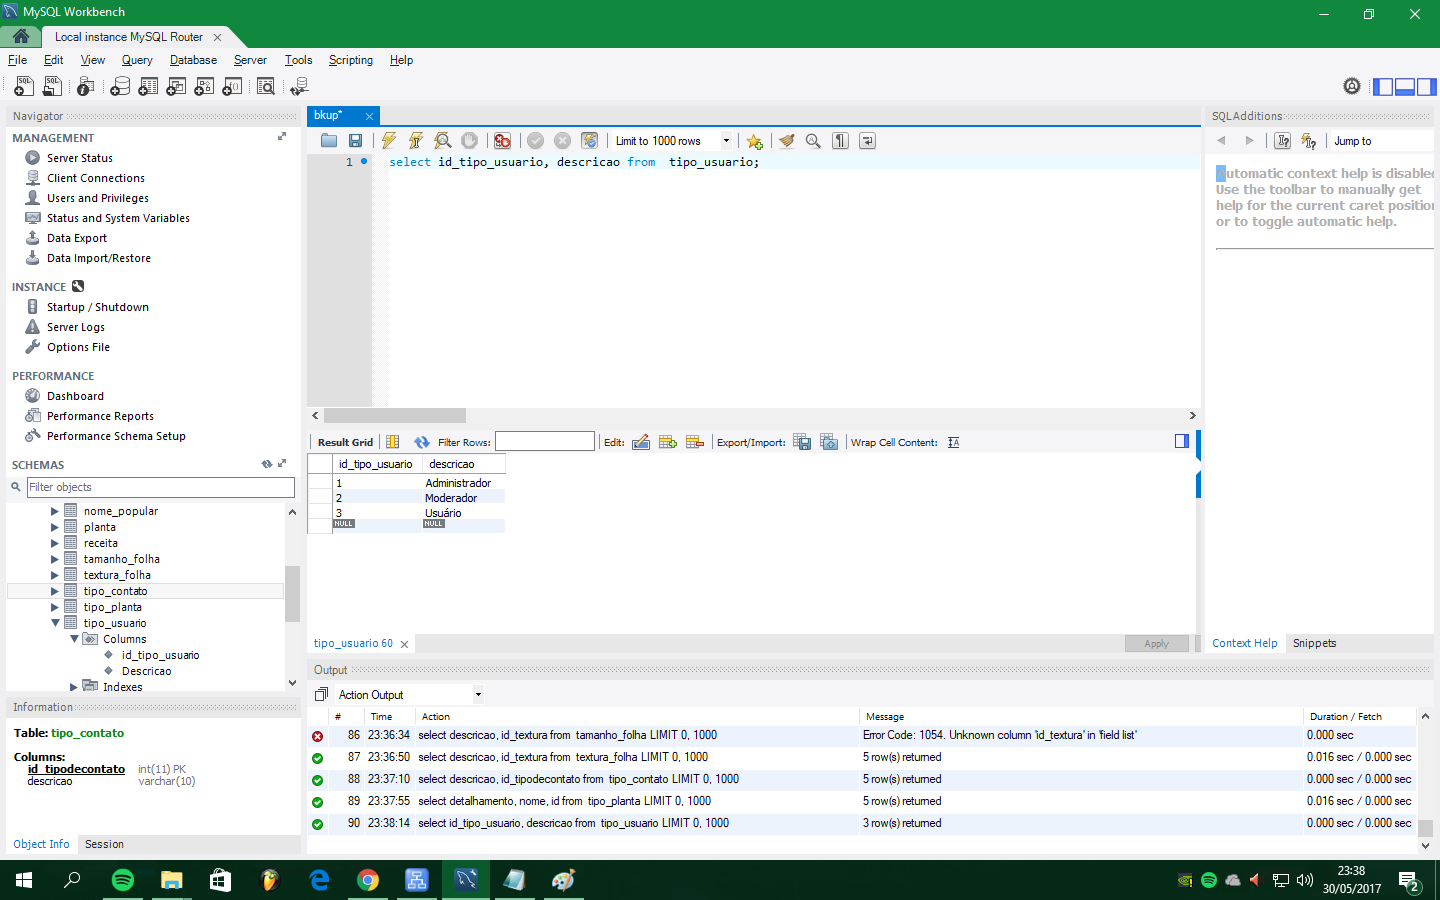 MySQL Workbench
Local instance MySQL Router
File Edit View Query Database Server Tools Scripting Help
Navigator
MANAGEMENT
Server Status
Client Connections
Users and Privileges
Status and System Variables
Data Export
Data Import/Restore
INSTANCE
Startup / Shutdown
Server Logs
Options File
PERFORMANCE
Dashboard
Performance Reports
Performance Schema Setup
SCHEMAS
Filter objects
nome_popular
planta
receita
tamanho_folha
textura_folha
tipo_contato
tipo_planta
tipo_usuario
Columns
id_tipo_usuario
Descricao
Indexes
Information
Table: tipo_contato
Columns:
id_tipodecontato int(11) PK
descricao varchar(10)
Object Info Session
bkup*
Limit to 1000 rows
1 select id_tipo_usuario, descricao from tipo_usuario;
Result Grid Filter Rows: Edit: Export/Import: Wrap Cell Content:
id_tipo_usuario descricao
1 Administrador
2 Moderador
3 Usuário
NULL NULL
tipo_usuario 60 Apply
SQLAdditions
Jump to
Automatic context help is disabled
Use the toolbar to manually get
help for the current caret position
or to toggle automatic help.
Context Help Snippets
Output
Action Output
# Time Action Message Duration / Fetch
86 23:36:34 select descricao, id_textura from tamanho_folha LIMIT 0, 1000 Error Code: 1054. Unknown column 'id_textura' in 'field list' 0.000 sec
87 23:36:50 select descricao, id_textura from textura_folha LIMIT 0, 1000 5 row(s) returned 0.016 sec / 0.000 sec
88 23:37:10 select descricao, id_tipodecontato from tipo_contato LIMIT 0, 1000 5 row(s) returned 0.000 sec / 0.000 sec
89 23:37:55 select detalhamento, nome, id from tipo_planta LIMIT 0, 1000 5 row(s) returned 0.016 sec / 0.000 sec
90 23:38:14 select id_tipo_usuario, descricao from tipo_usuario LIMIT 0, 1000 3 row(s) returned 0.000 sec / 0.000 sec
23:38
30/05/2017
2